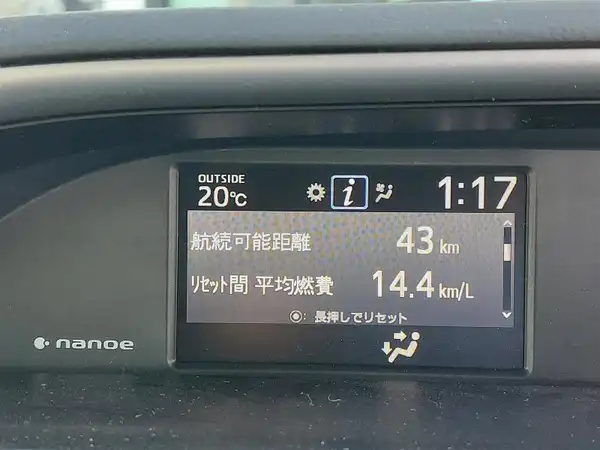 OUTSIDE
20℃
i
1:17
航続可能距離 43 km
ﾘｾｯﾄ間 平均燃費 14.4 km/L
◎: 長押しでリセット
nanoe